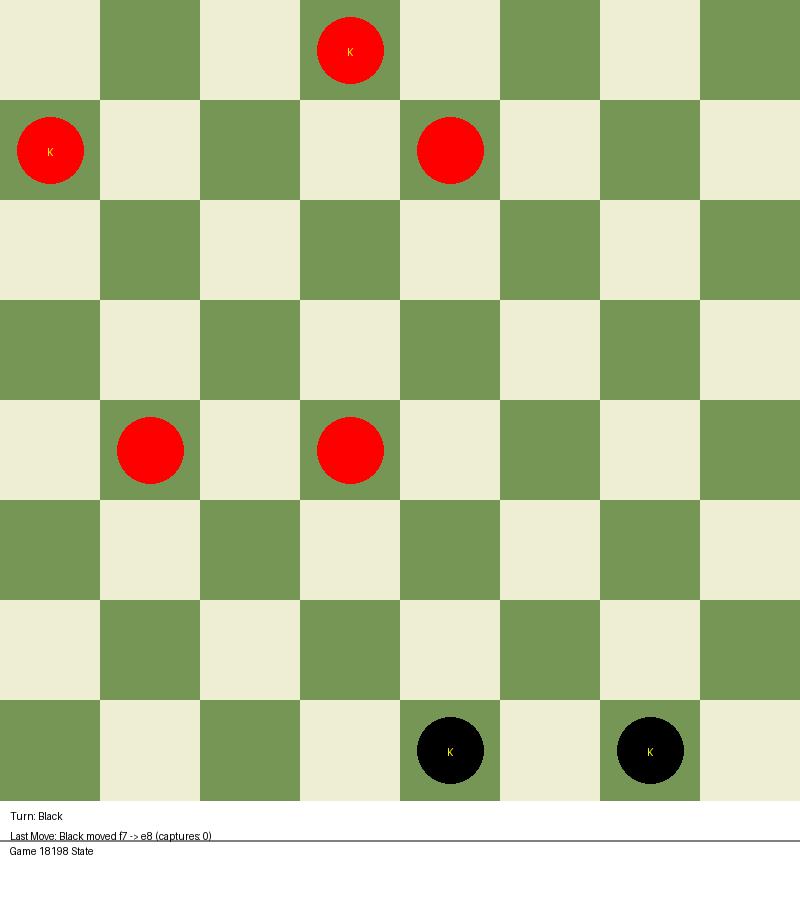 K
K
K K
Turn: Black
Last Move: Black moved f7 -> e8 (captures: 0)
Game 18198 State